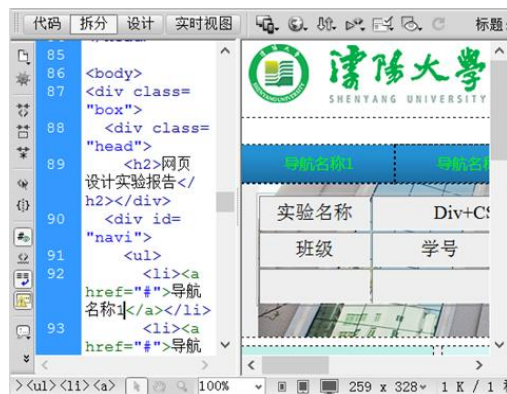 代码 拆分 设计 实时视图 标题:
85
86 <body>
87 <div class=
"box">
88 <div class=
"head">
89 <h2>网页
设计实验报告</
h2></div>
90 <div id=
"navi">
91 <ul>
92 <li><a
href="#">导航
名称1</a></li>
93 <li><a
href="#">导航
瀋陽大學
SHENYANG UNIVERSITY
导航名称1 导航名称
实验名称 Div+CS
班级 学号
><ul><li><a> 100% 259 x 328 1 K / 1 秒